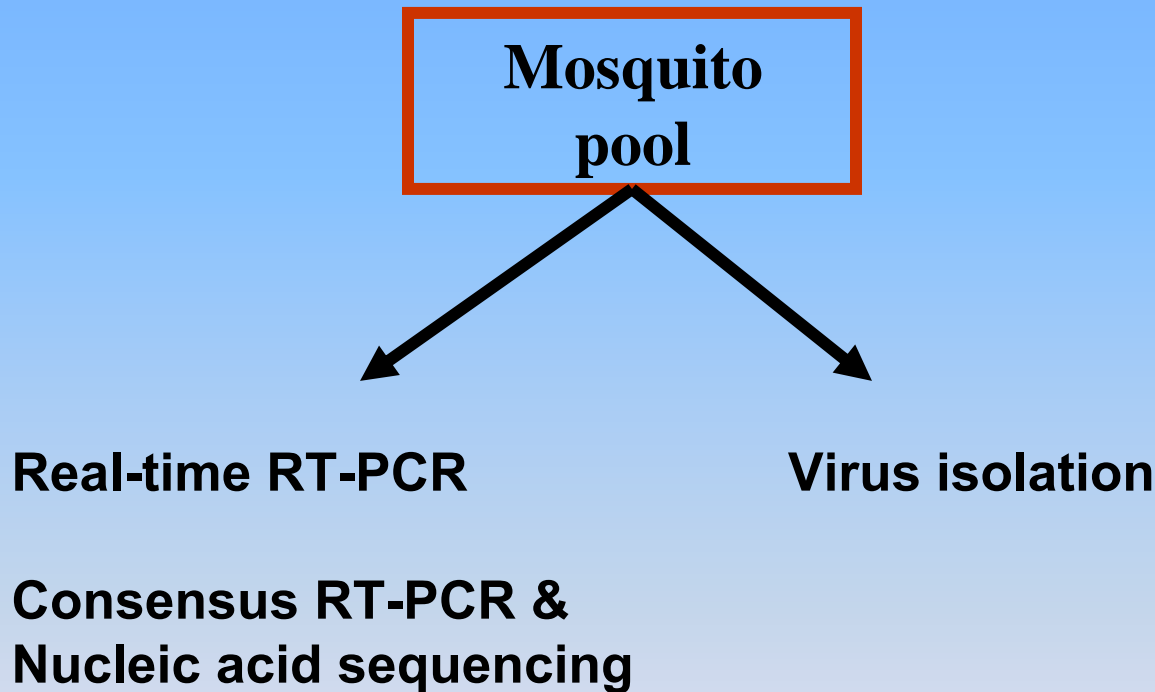 Mosquito
pool
Real-time RT-PCR
Virus isolation
Consensus RT-PCR &
Nucleic acid sequencing